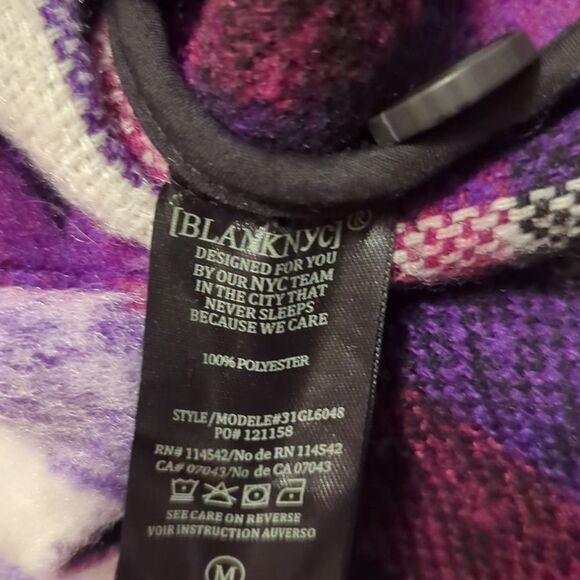 [BLANKNYC]®
DESIGNED FOR YOU
BY OUR NYC TEAM
IN THE CITY THAT
NEVER SLEEPS
BECAUSE WE CARE
100% POLYESTER
STYLE/MODELE#31GL6048
PO# 121158
RN# 114542/No de RN 114542
CA# 07043/No de CA 07043
SEE CARE ON REVERSE
VOIR INSTRUCTION AUVERSO
M